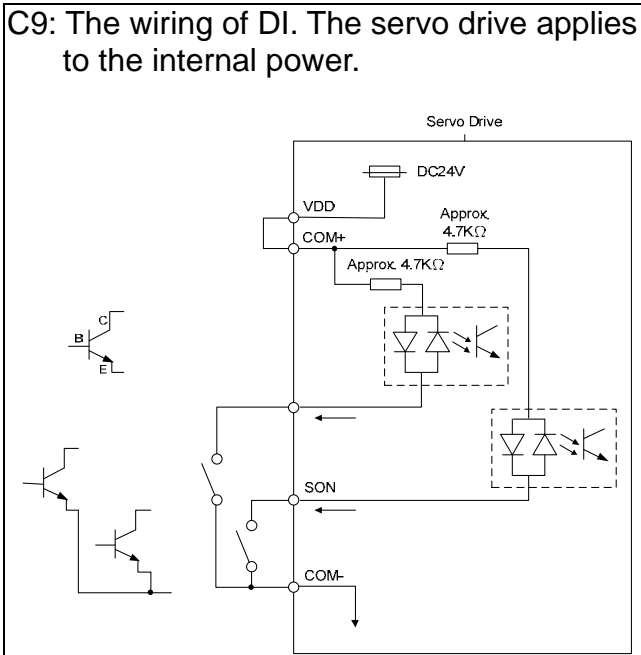 C9: The wiring of DI. The servo drive applies
to the internal power.
Servo Drive
DC24V
VDD
Approx.
4.7KΩ
COM+
Approx. 4.7KΩ
C
B
E
SON
COM-